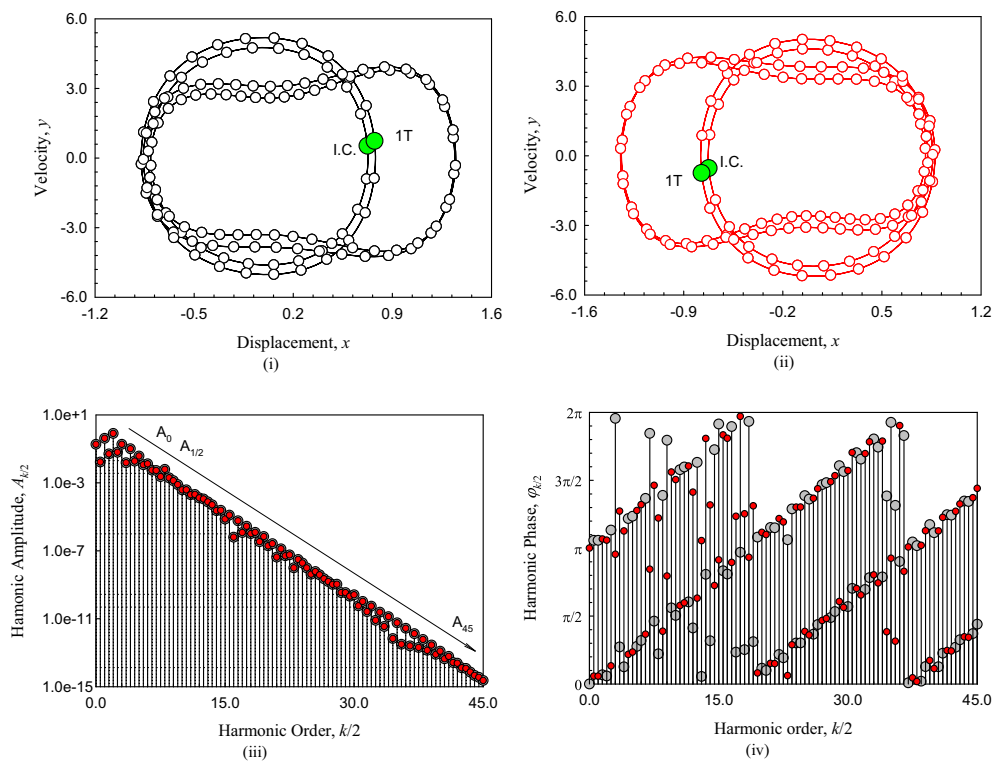 6.0
3.0
0.0
-3.0
-6.0
Velocity, y
I.C.
1T
-1.2
-0.5
0.2
0.9
1.6
Displacement, x
(i)
6.0
3.0
0.0
-3.0
-6.0
Velocity, y
I.C.
1T
-1.6
-0.9
-0.2
0.5
1.2
Displacement, x
(ii)
1.0e+1
1.0e-3
1.0e-7
1.0e-11
1.0e-15
Harmonic Amplitude, A_{k/2}
A_0
A_{1/2}
A_{45}
0.0
15.0
30.0
45.0
Harmonic Order, k/2
(iii)
2π
3π/2
π
π/2
0
Harmonic Phase, φ_{k/2}
0.0
15.0
30.0
45.0
Harmonic order, k/2
(iv)